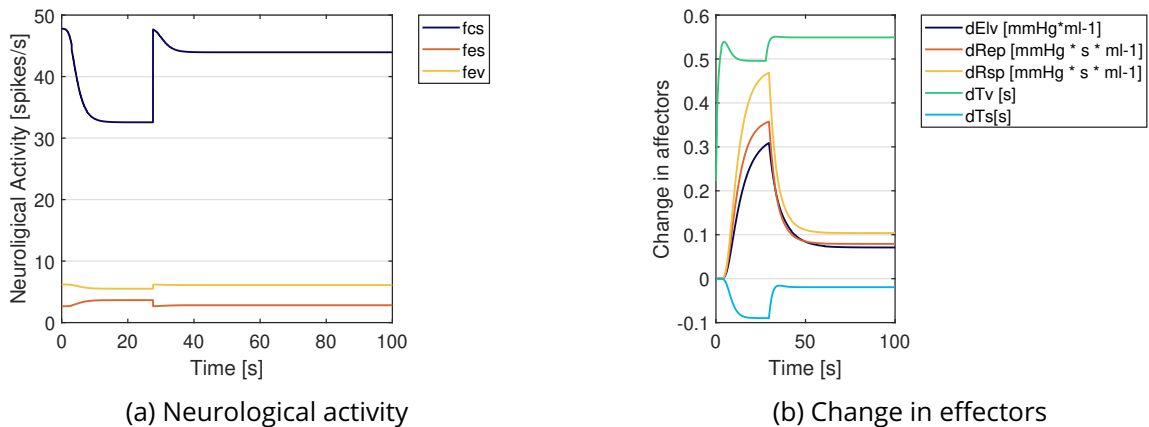 50
40
30
20
10
0
0
20
40
60
80
100
Neurological Activity [spikes/s]
Time [s]
fcs
fes
fev
(a) Neurological activity
0.6
0.5
0.4
0.3
0.2
0.1
0
-0.1
0
50
100
Change in affectors
Time [s]
dElv [mmHg*ml-1]
dRep [mmHg * s * ml-1]
dRsp [mmHg * s * ml-1]
dTv [s]
dTs[s]
(b) Change in effectors